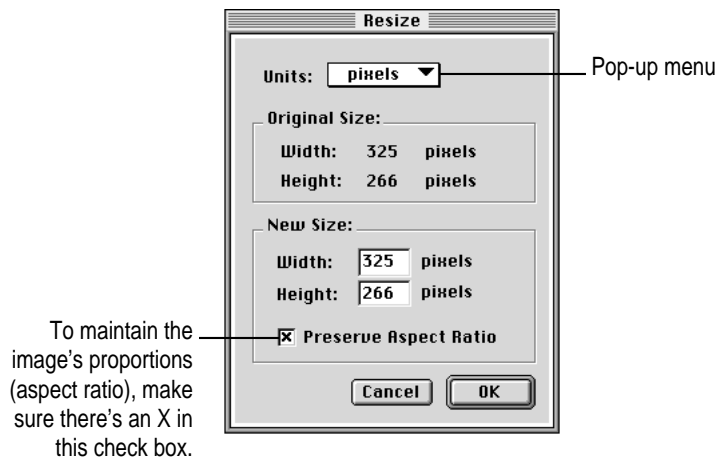 Resize
Units: pixels
Pop-up menu
Original Size:
Width: 325 pixels
Height: 266 pixels
New Size:
Width: 325 pixels
Height: 266 pixels
Preserve Aspect Ratio
To maintain the
image's proportions
(aspect ratio), make
sure there's an X in
this check box.
Cancel OK